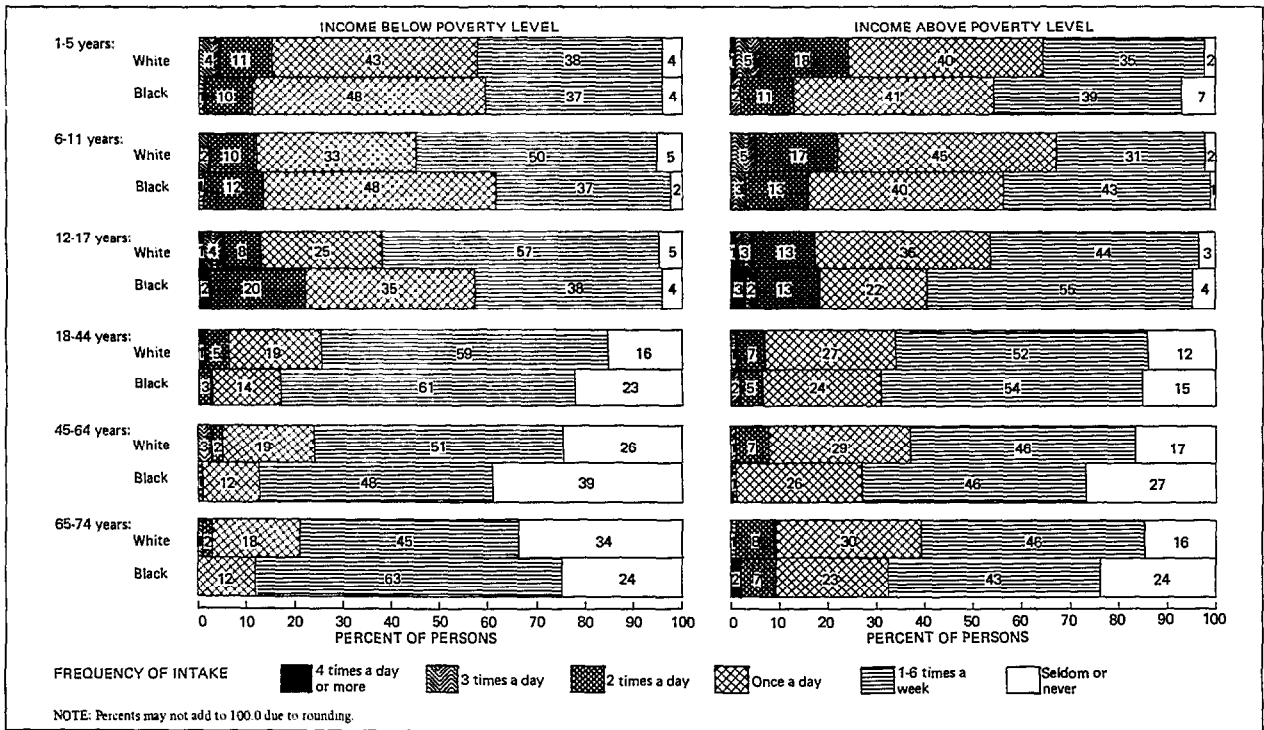 INCOME BELOW POVERTY LEVEL
INCOME ABOVE POVERTY LEVEL
1-5 years:
White 4 11 43 38 4 1 5 18 40 35 2
Black 1 10 48 37 4 2 11 41 39 7
6-11 years:
White 2 10 33 50 5 5 17 45 31 2
Black 1 12 48 37 2 3 13 40 43 1
12-17 years:
White 1 4 8 25 57 5 1 3 13 36 44 3
Black 2 20 35 38 4 3 2 13 22 55 4
18-44 years:
White 1 5 19 59 16 1 7 27 52 12
Black 3 14 61 23 2 5 24 54 15
45-64 years:
White 3 2 19 51 26 1 7 29 46 17
Black 1 12 48 39 1 26 46 27
65-74 years:
White 1 2 18 45 34 1 8 30 46 16
Black 12 63 24 2 7 23 43 24
0 10 20 30 40 50 60 70 80 90 100
0 10 20 30 40 50 60 70 80 90 100
PERCENT OF PERSONS
PERCENT OF PERSONS
FREQUENCY OF INTAKE
4 times a day
or more
3 times a day
2 times a day
Once a day
1-6 times a
week
Seldom or
never
NOTE: Percents may not add to 100.0 due to rounding.